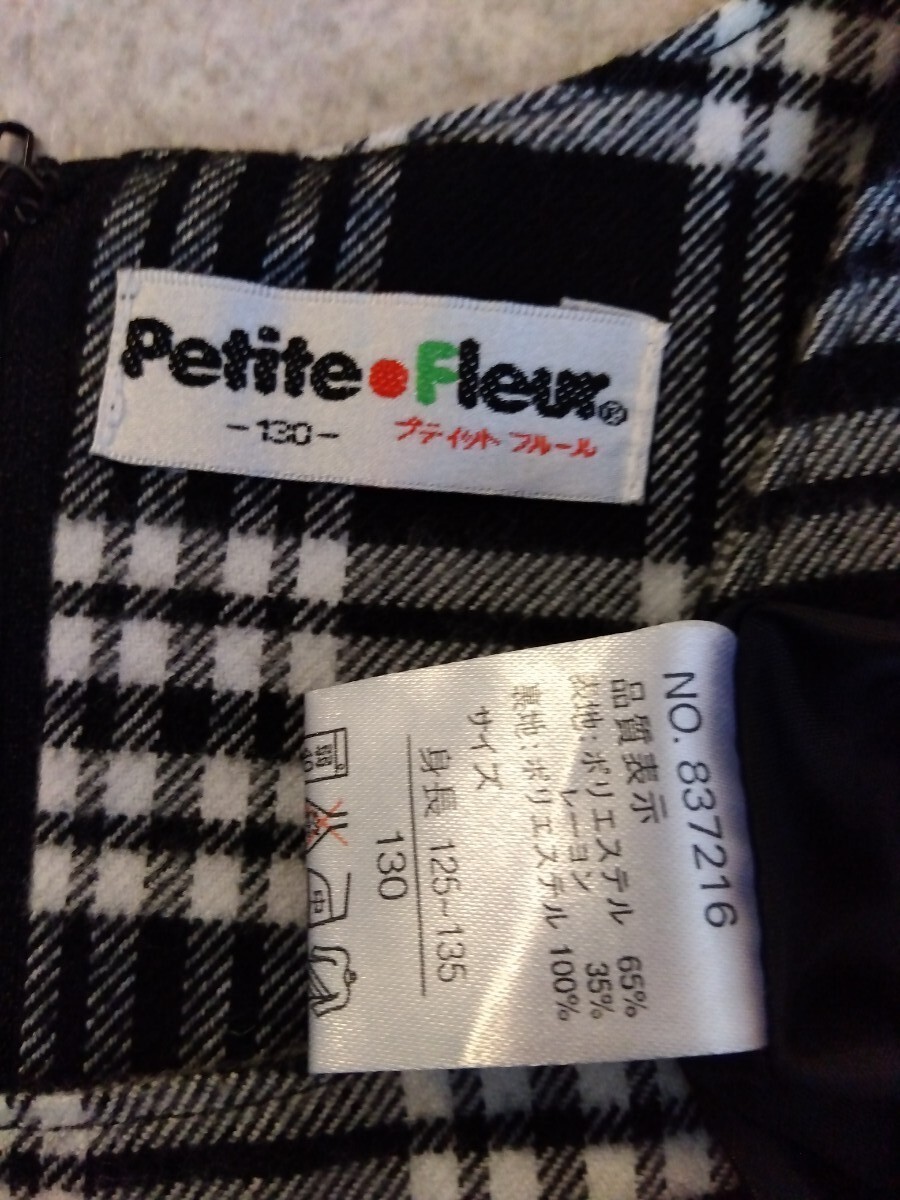 Petite●Fleur®
-130- プティット フルール
NO. 837216
品質表示
表地:ポリエステル 65%
レーヨン 35%
裏地:ポリエステル 100%
サイズ
身長 125~135
130
中